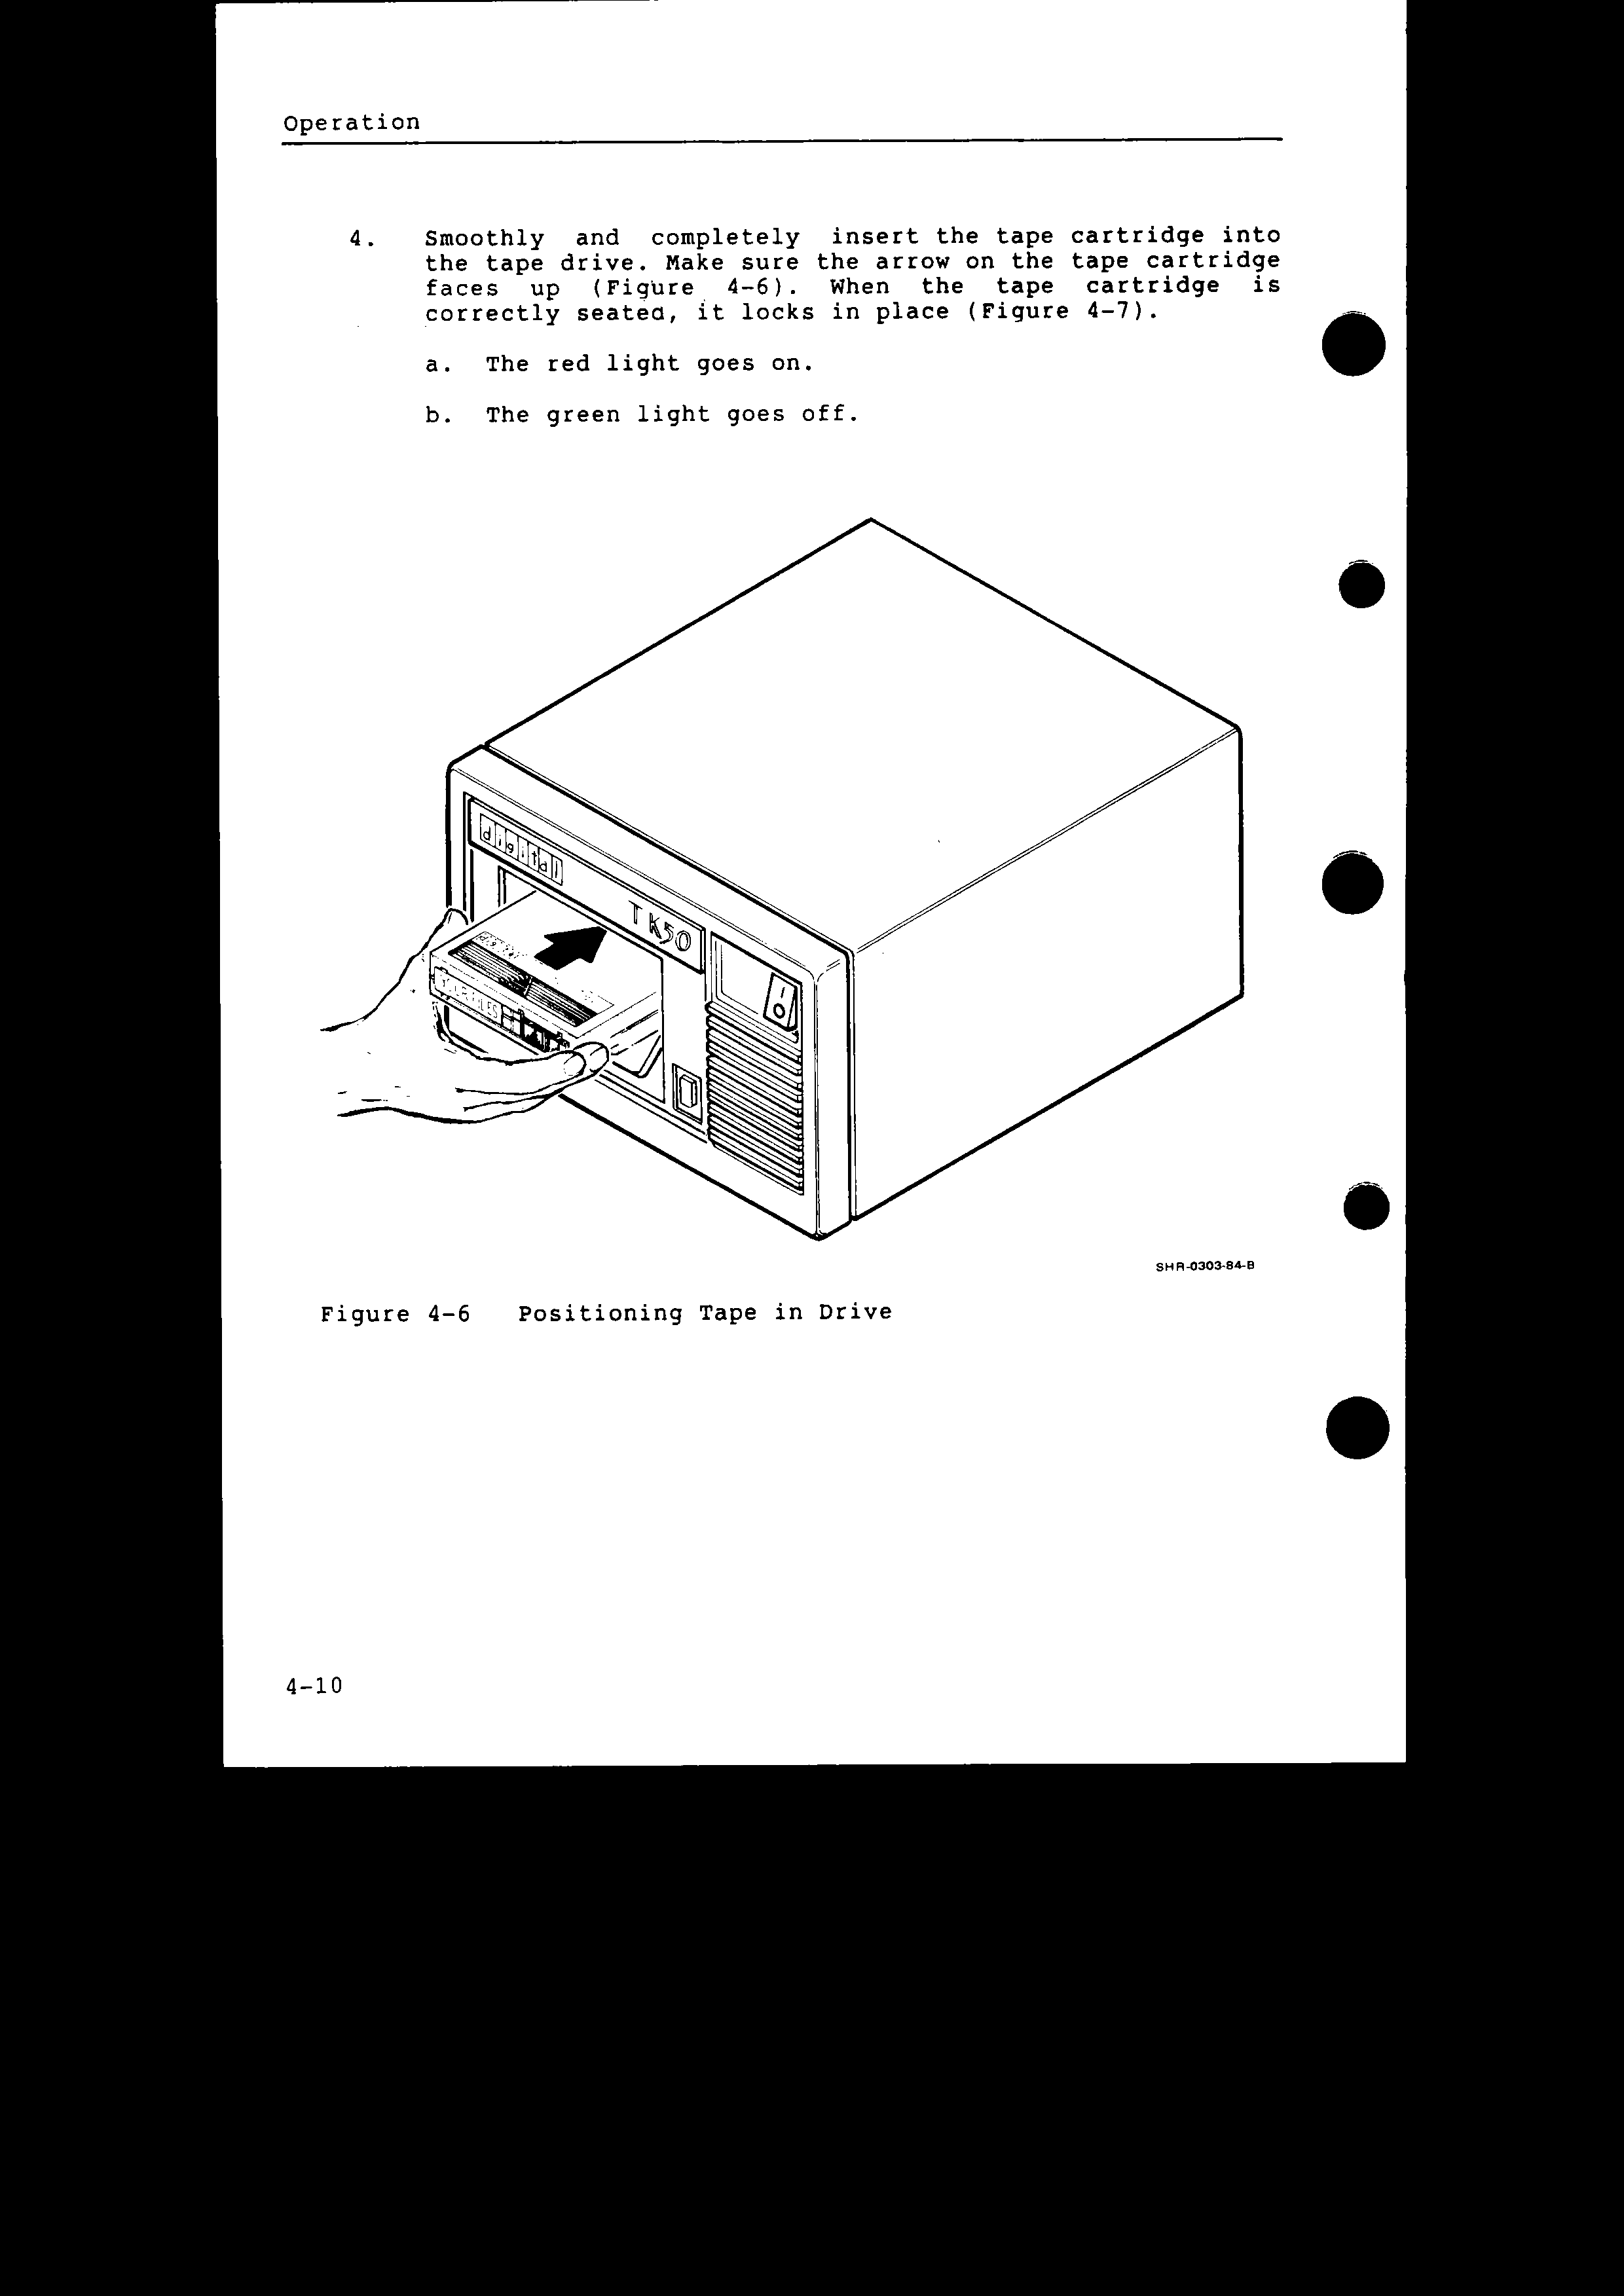 Operation
4. Smoothly and completely insert the tape cartridge into
the tape drive. Make sure the arrow on the tape cartridge
faces up (Figure 4-6). When the tape cartridge is
correctly seated, it locks in place (Figure 4-7).
a. The red light goes on.
b. The green light goes off.
digital
TK50
SHR-0303-84-B
Figure 4-6 Positioning Tape in Drive
4-10